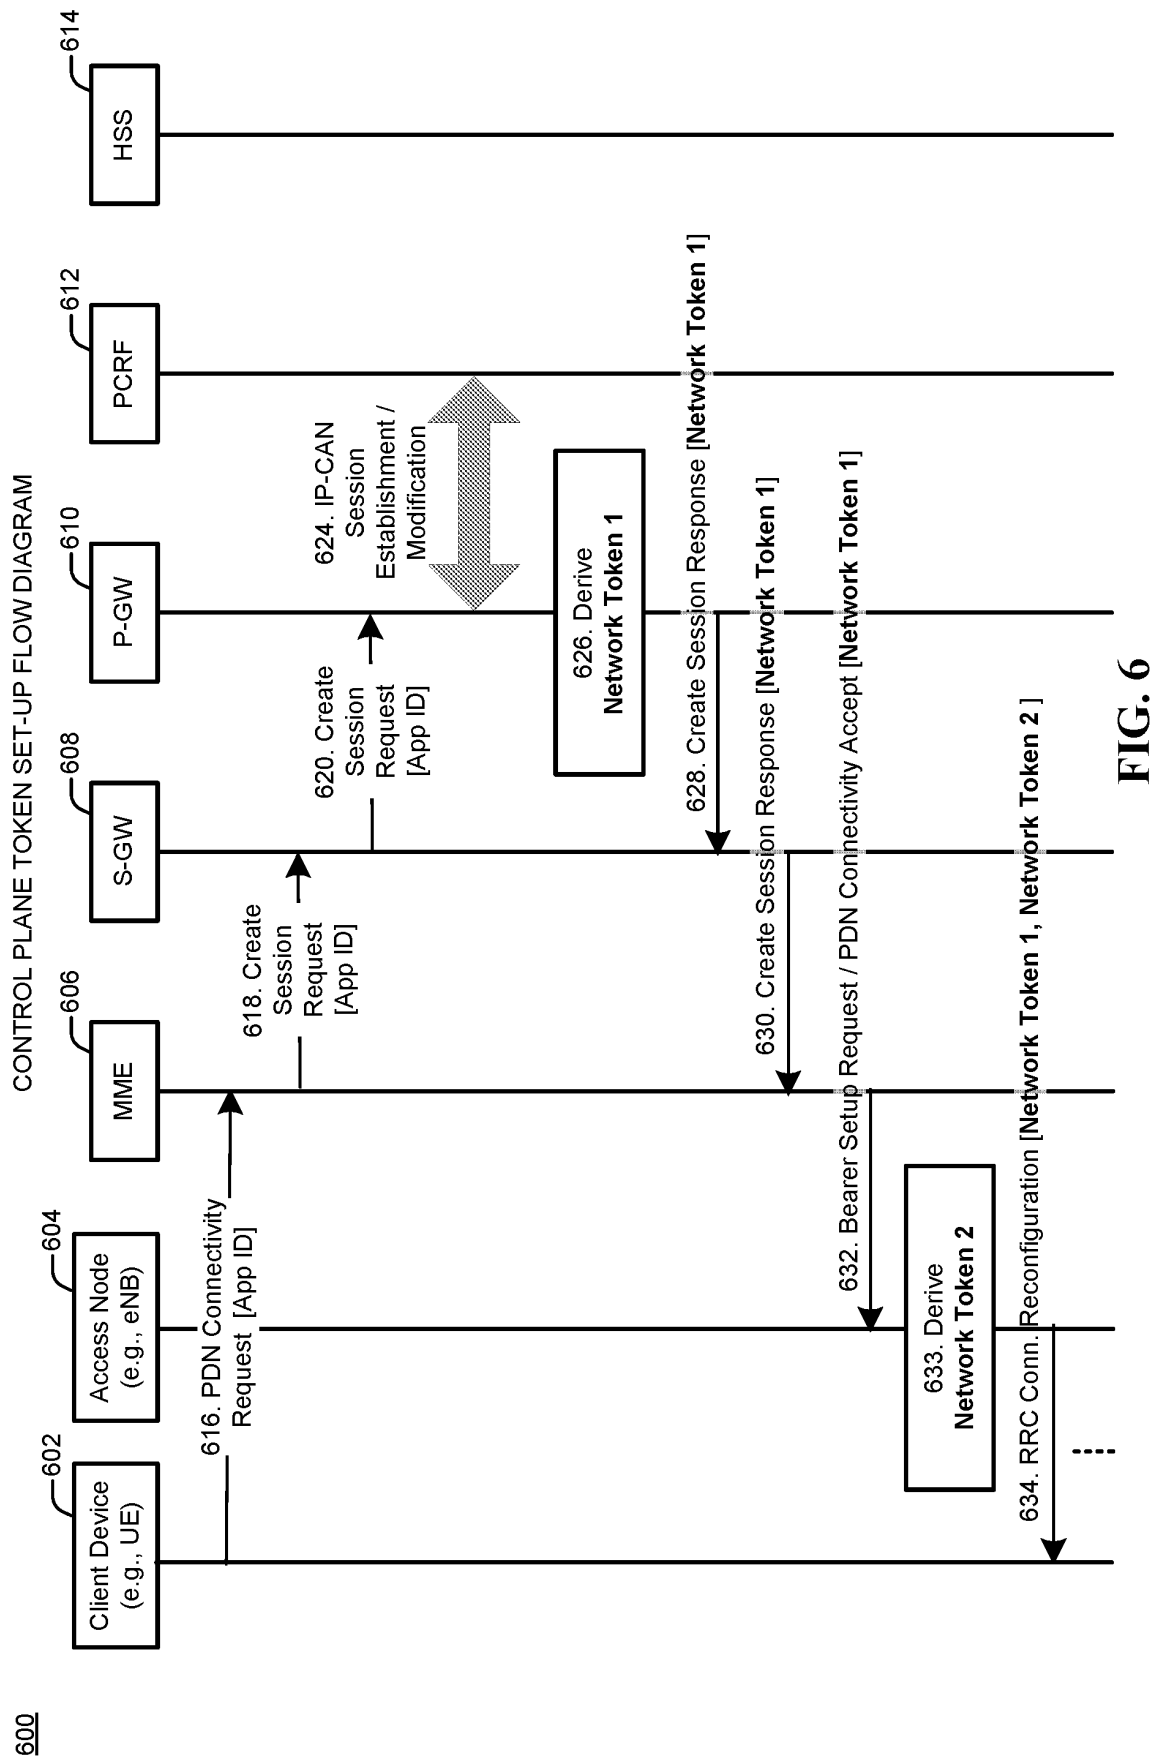 600
CONTROL PLANE TOKEN SET-UP FLOW DIAGRAM
602
604
606
608
610
612
614
Client Device
(e.g., UE)
Access Node
(e.g., eNB)
MME
S-GW
P-GW
PCRF
HSS
616. PDN Connectivity
Request [App ID]
618. Create
Session
Request
[App ID]
620. Create
Session
Request
[App ID]
624. IP-CAN
Session
Establishment /
Modification
626. Derive
Network Token 1
628. Create Session Response [Network Token 1]
630. Create Session Response [Network Token 1]
632. Bearer Setup Request / PDN Connectivity Accept [Network Token 1]
633. Derive
Network Token 2
634. RRC Conn. Reconfiguration [Network Token 1, Network Token 2 ]
FIG. 6